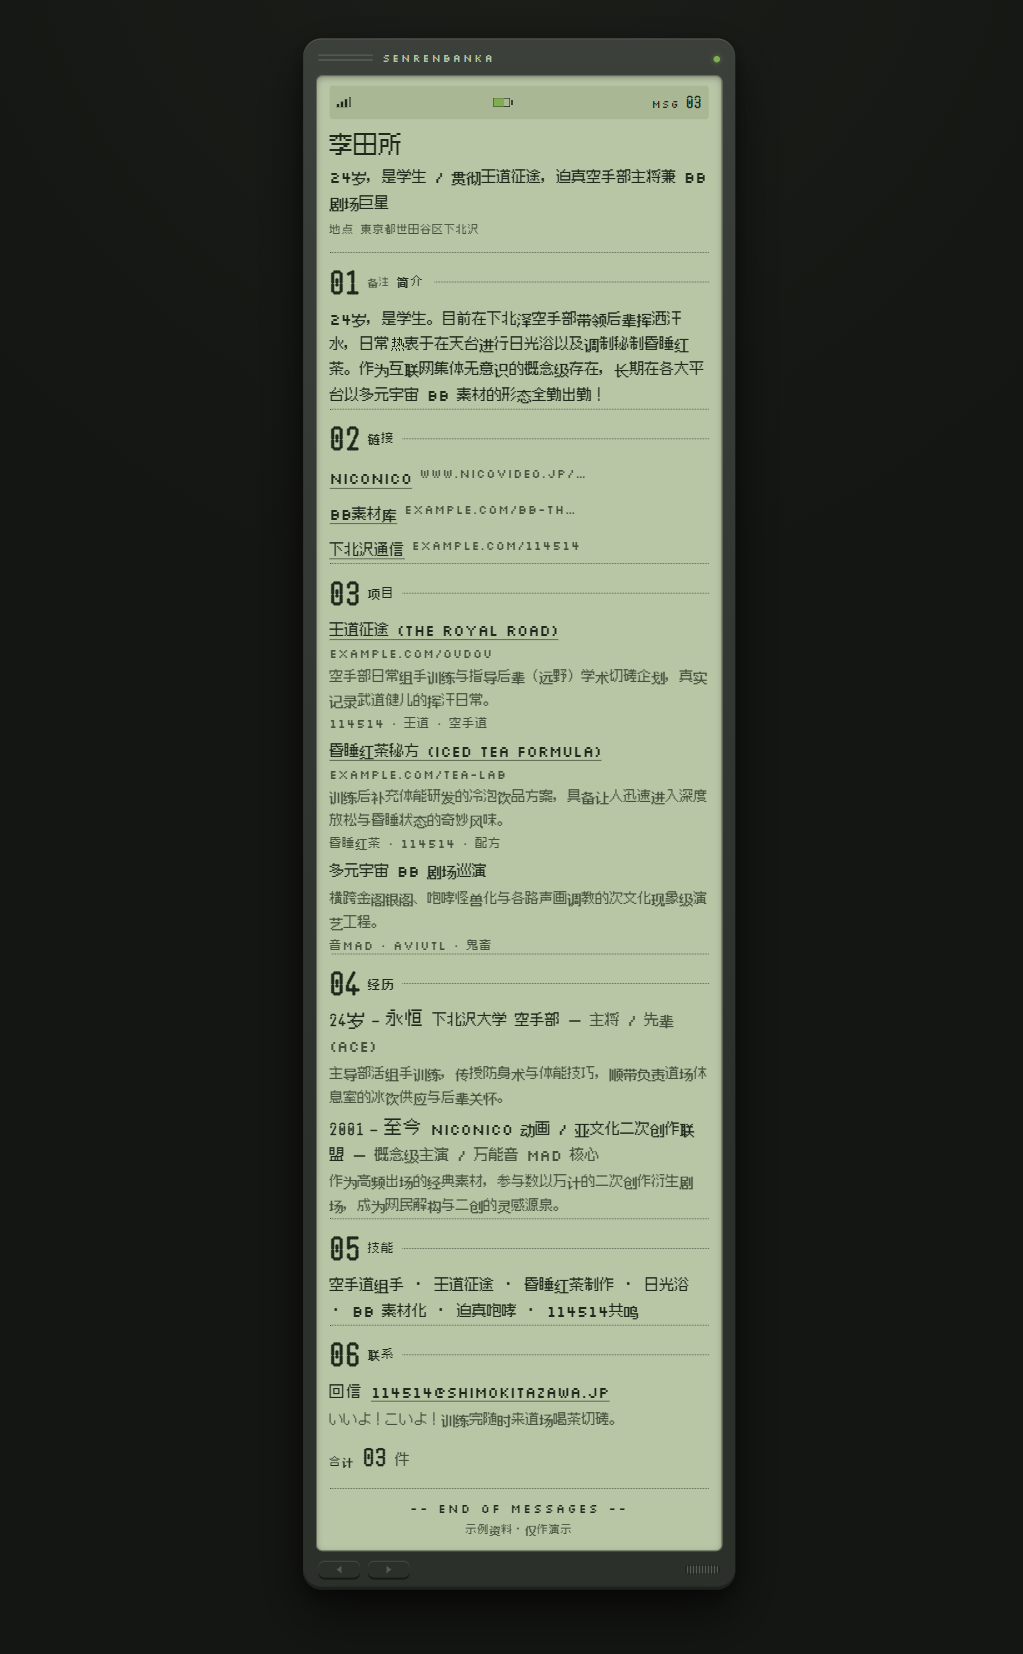 SENRENBANKA
MSG 03
李田所
24岁，是学生 / 贯彻王道征途，迫真空手部主将兼 BB
剧场巨星
地点 東京都世田谷区下北沢
01 备注 简介
24岁，是学生。目前在下北泽空手部带领后辈挥洒汗
水，日常热衷于在天台进行日光浴以及调制秘制昏睡红
茶。作为互联网集体无意识的概念级存在，长期在各大平
台以多元宇宙 BB 素材的形态全勤出勤！
02 链接
NICONICO WWW.NICOVIDEO.JP/…
BB素材库 EXAMPLE.COM/BB-TH…
下北沢通信 EXAMPLE.COM/114514
03 项目
王道征途 (THE ROYAL ROAD)
EXAMPLE.COM/OUDOU
空手部日常组手训练与指导后辈（远野）学术切磋企划，真实
记录武道健儿的挥汗日常。
114514 · 王道 · 空手道
昏睡红茶秘方 (ICED TEA FORMULA)
EXAMPLE.COM/TEA-LAB
训练后补充体能研发的冷泡饮品方案，具备让人迅速进入深度
放松与昏睡状态的奇妙风味。
昏睡红茶 · 114514 · 配方
多元宇宙 BB 剧场巡演
横跨金阁银阁、咆哮怪兽化与各路声画调教的次文化现象级演
艺工程。
音MAD · AVIUTL · 鬼畜
04 经历
24岁 – 永恒 下北沢大学 空手部 — 主将 / 先辈
(ACE)
主导部活组手训练，传授防身术与体能技巧，顺带负责道场休
息室的冰饮供应与后辈关怀。
2001 – 至今 NICONICO 动画 / 亚文化二次创作联
盟 — 概念级主演 / 万能音 MAD 核心
作为高频出场的经典素材，参与数以万计的二次创作衍生剧
场，成为网民解构与二创的灵感源泉。
05 技能
空手道组手 · 王道征途 · 昏睡红茶制作 · 日光浴
· BB 素材化 · 迫真咆哮 · 114514共鸣
06 联系
回信 114514@SHIMOKITAZAWA.JP
いいよ！こいよ！训练完随时来道场喝茶切磋。
合计 03 件
-- END OF MESSAGES --
示例资料 · 仅作演示